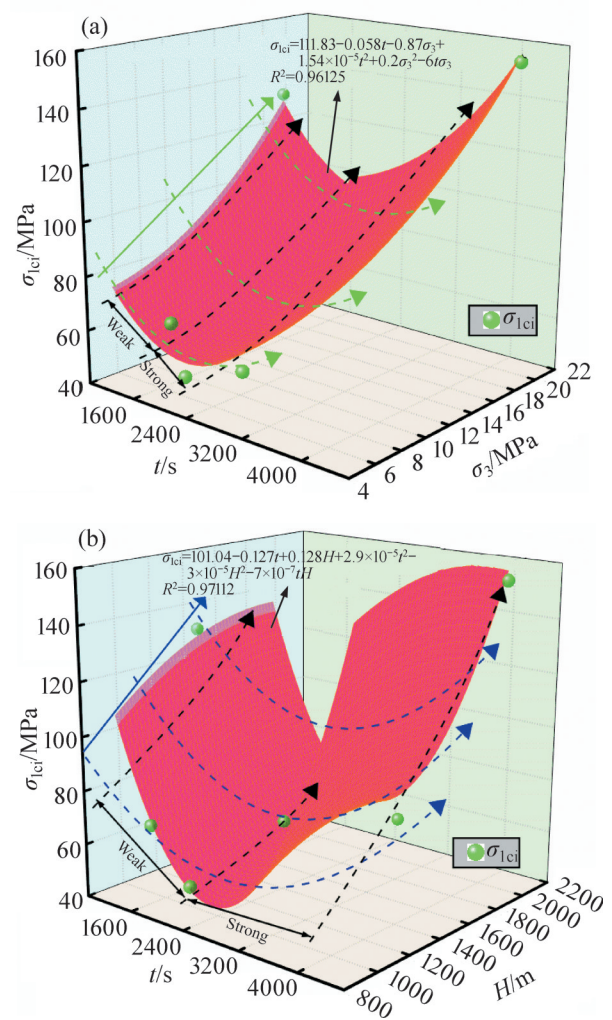 (a)
σ1ci=111.83−0.058t−0.87σ3+
1.54×10⁻⁵t²+0.2σ3²−6tσ3
R²=0.96125
160
140
120
100
80
60
40
σ1ci/MPa
Weak
Strong
σ1ci
1600
2400
3200
4000
t/s
4
6
8
10
12
14
16
18
20
22
σ3/MPa
(b)
σ1ci=101.04−0.127t+0.128H+2.9×10⁻⁵t²−
3×10⁻⁵H²−7×10⁻⁷tH
R²=0.97112
160
140
120
100
80
60
40
σ1ci/MPa
Weak
Strong
σ1ci
1600
2400
3200
4000
t/s
800
1000
1200
1400
1600
1800
2000
2200
H/m